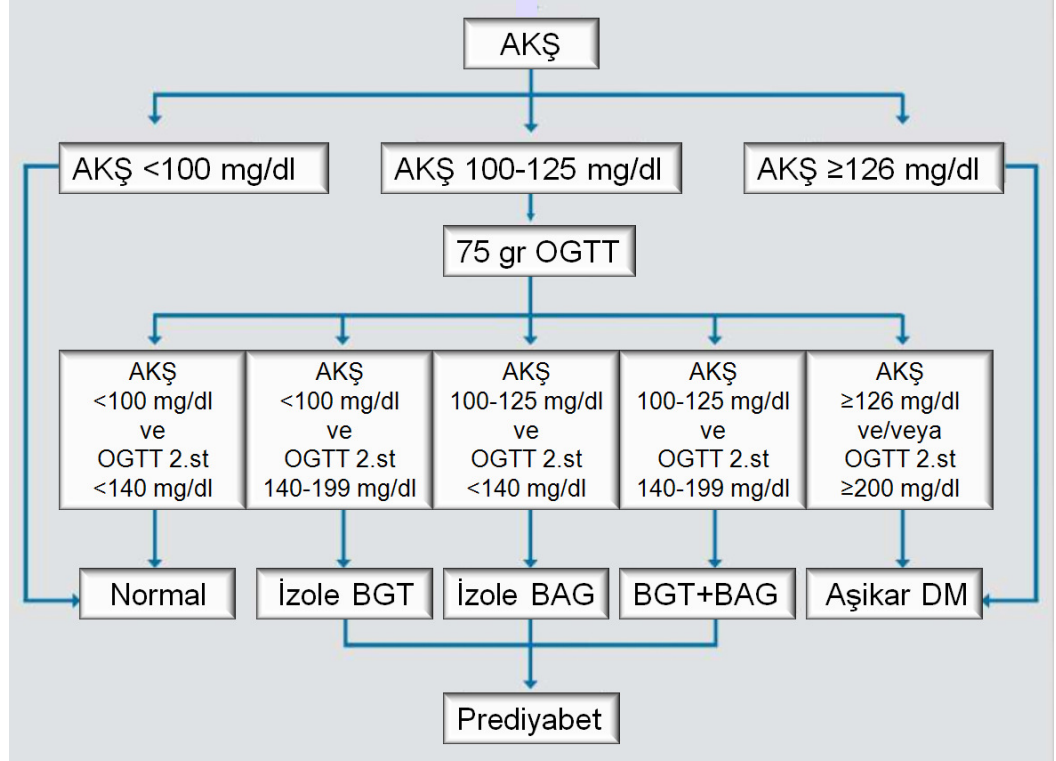 AKŞ
AKŞ <100 mg/dl
AKŞ 100-125 mg/dl
AKŞ ≥126 mg/dl
75 gr OGTT
AKŞ
<100 mg/dl
ve
OGTT 2.st
<140 mg/dl
AKŞ
<100 mg/dl
ve
OGTT 2.st
140-199 mg/dl
AKŞ
100-125 mg/dl
ve
OGTT 2.st
<140 mg/dl
AKŞ
100-125 mg/dl
ve
OGTT 2.st
140-199 mg/dl
AKŞ
≥126 mg/dl
ve/veya
OGTT 2.st
≥200 mg/dl
Normal
İzole BGT
İzole BAG
BGT+BAG
Aşikar DM
Prediyabet